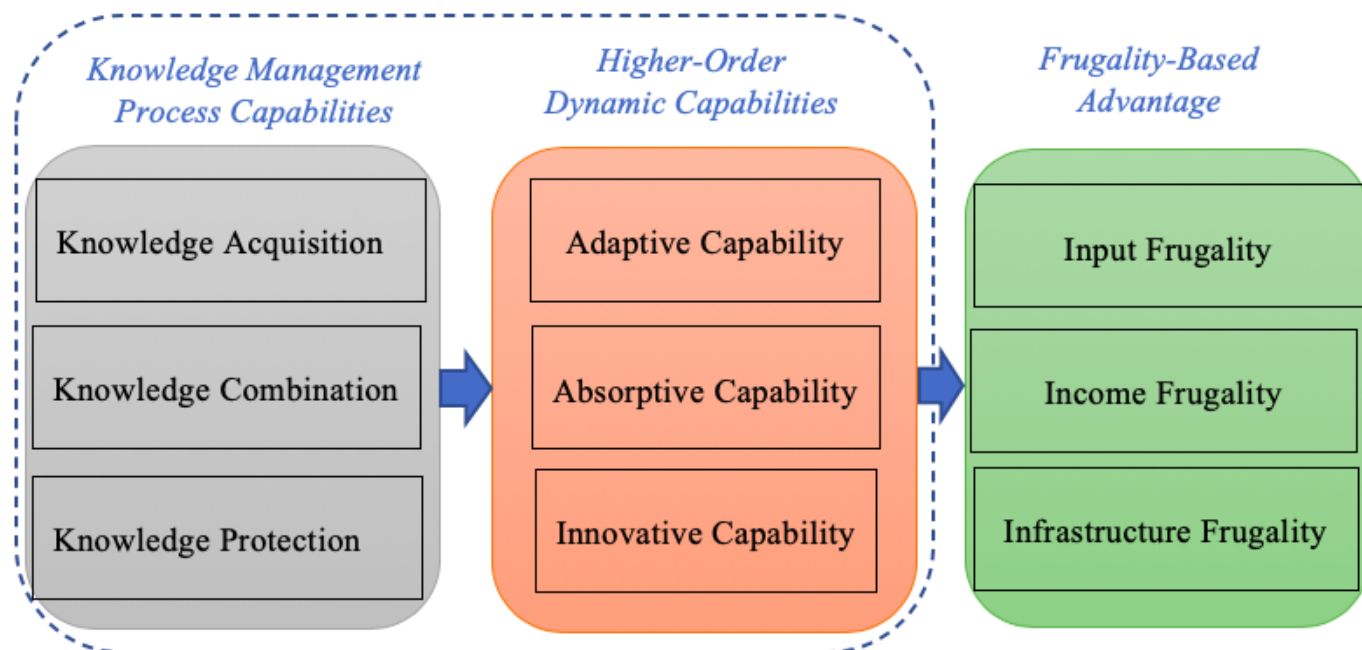 Knowledge Management
Process Capabilities
Higher-Order
Dynamic Capabilities
Frugality-Based
Advantage
Knowledge Acquisition
Adaptive Capability
Input Frugality
Knowledge Combination
Absorptive Capability
Income Frugality
Knowledge Protection
Innovative Capability
Infrastructure Frugality